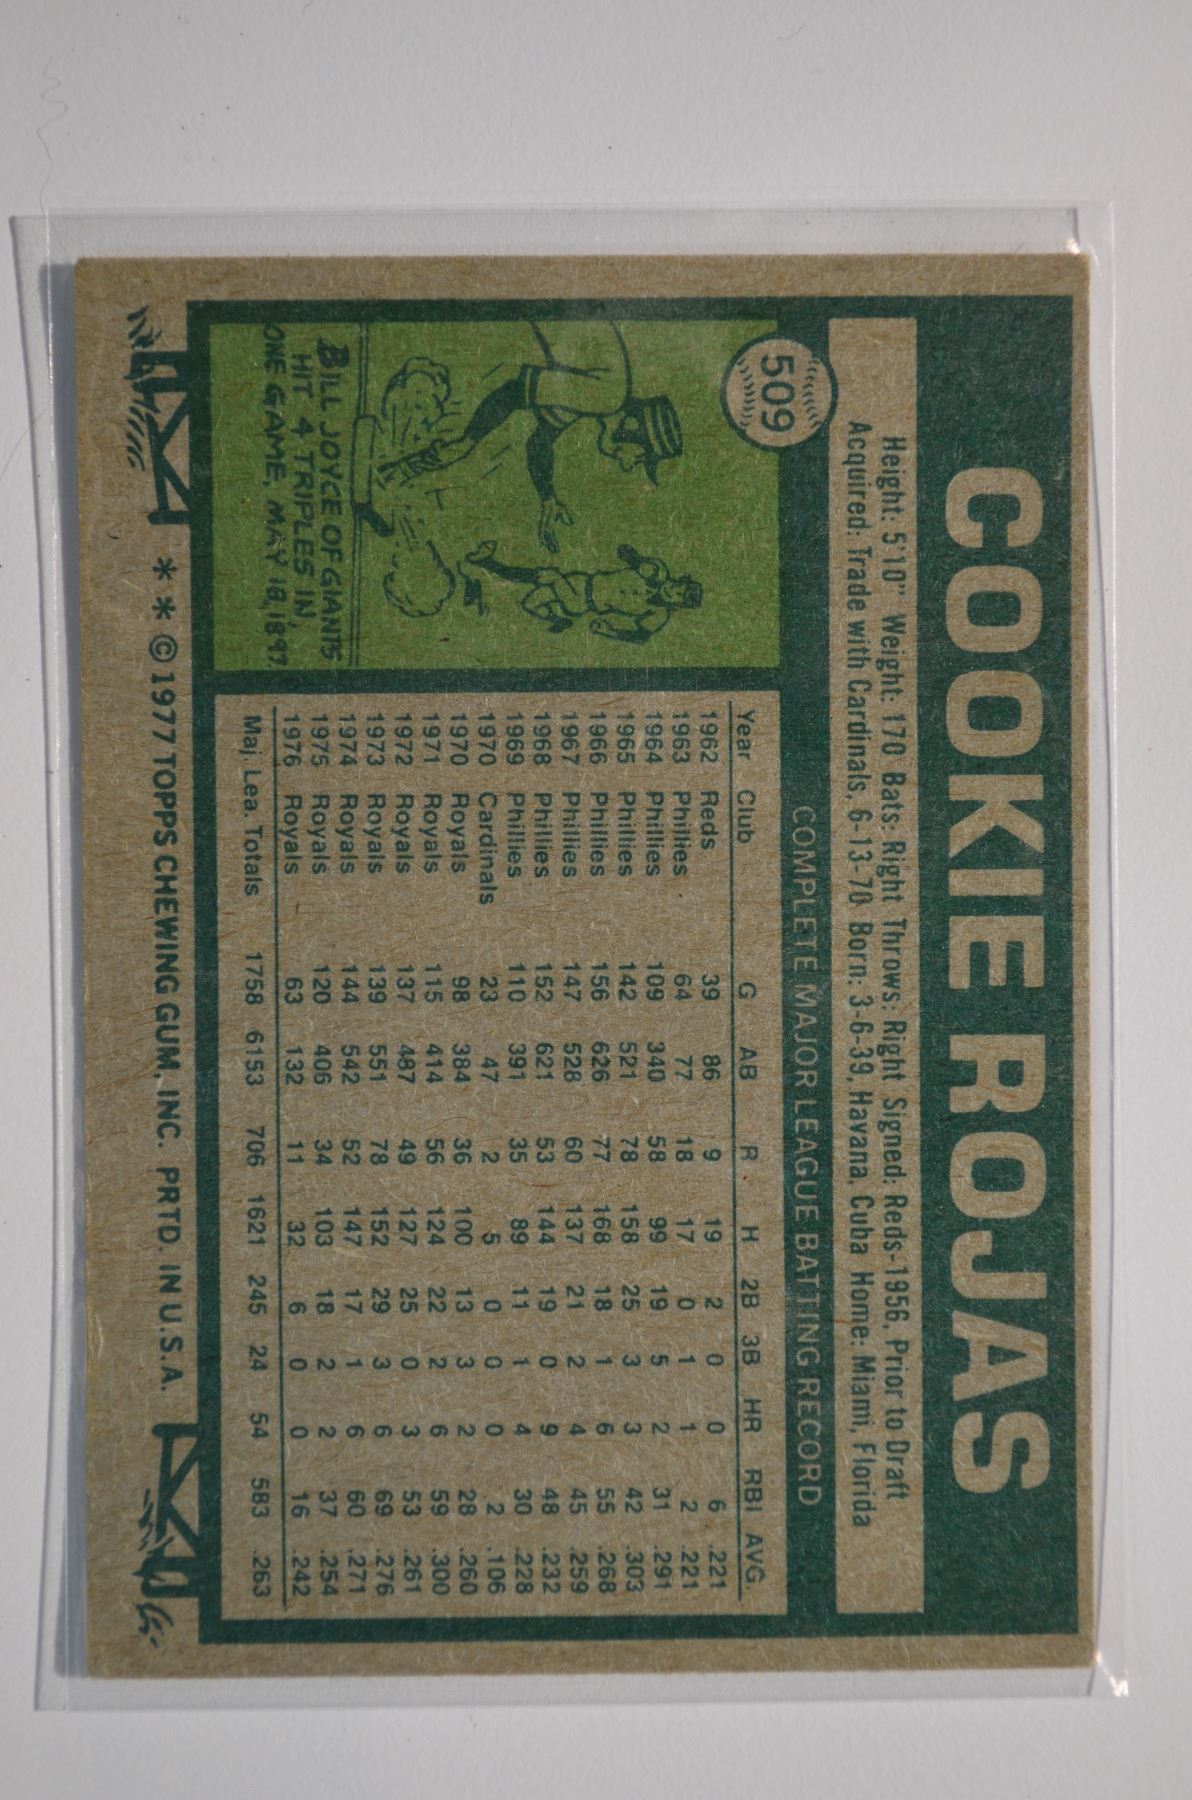 COOKIE ROJAS
Height: 5'10" Weight: 170 Bats: Right Throws: Right Signed: Reds-1956, Prior to Draft
Acquired: Trade with Cardinals, 6-13-70 Born: 3-6-39, Havana, Cuba Home: Miami, Florida
509
COMPLETE MAJOR LEAGUE BATTING RECORD
Year Club G AB R H 2B 3B HR RBI AVG.
1962 Reds 39 86 9 19 2 0 0 6 .221
1963 Phillies 64 77 18 17 0 1 1 2 .221
1964 Phillies 109 340 58 99 19 5 2 31 .291
1965 Phillies 142 521 78 158 25 3 3 42 .303
1966 Phillies 156 626 77 168 18 1 6 55 .268
1967 Phillies 147 528 60 137 21 2 4 45 .259
1968 Phillies 152 621 53 144 19 0 9 48 .232
1969 Phillies 110 391 35 89 11 1 4 30 .228
1970 Cardinals 23 47 2 5 0 0 0 2 .106
1970 Royals 98 384 36 100 13 3 2 28 .260
1971 Royals 115 414 56 124 22 2 6 59 .300
1972 Royals 137 487 49 127 25 0 3 53 .261
1973 Royals 139 551 78 152 29 3 6 69 .276
1974 Royals 144 542 52 147 17 1 6 60 .271
1975 Royals 120 406 34 103 18 2 2 37 .254
1976 Royals 63 132 11 32 6 0 0 16 .242
Maj. Lea. Totals 1758 6153 706 1621 245 24 54 583 .263
BILL JOYCE OF GIANTS
HIT 4 TRIPLES IN
ONE GAME, MAY 18, 1897.
* * © 1977 TOPPS CHEWING GUM, INC. PRTD. IN U.S.A.